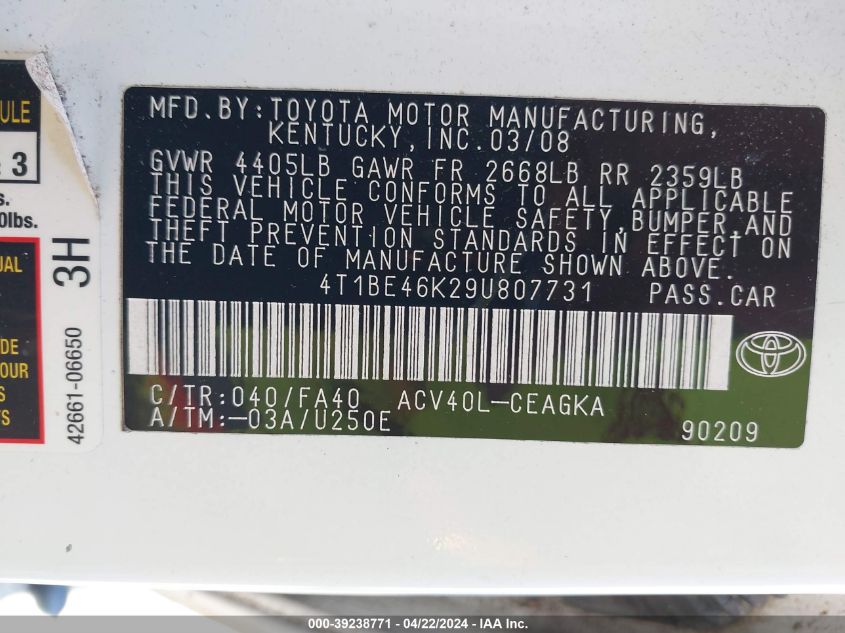 ULE
3
s.
0lbs.
UAL
DE
OUR
TS
3H
42661-06650
MFD.BY:TOYOTA MOTOR MANUFACTURING,
KENTUCKY,INC.03/08
GVWR 4405LB GAWR FR 2668LB RR 2359LB
THIS VEHICLE CONFORMS TO ALL APPLICABLE
FEDERAL MOTOR VEHICLE SAFETY,BUMPER,AND
THEFT PREVENTION STANDARDS IN EFFECT ON
THE DATE OF MANUFACTURE SHOWN ABOVE.
4T1BE46K29U807731 PASS.CAR
C/TR:040/FA40 ACV40L-CEAGKA
A/TM:-03A/U250E 90209
000-39238771 - 04/22/2024 - IAA Inc.